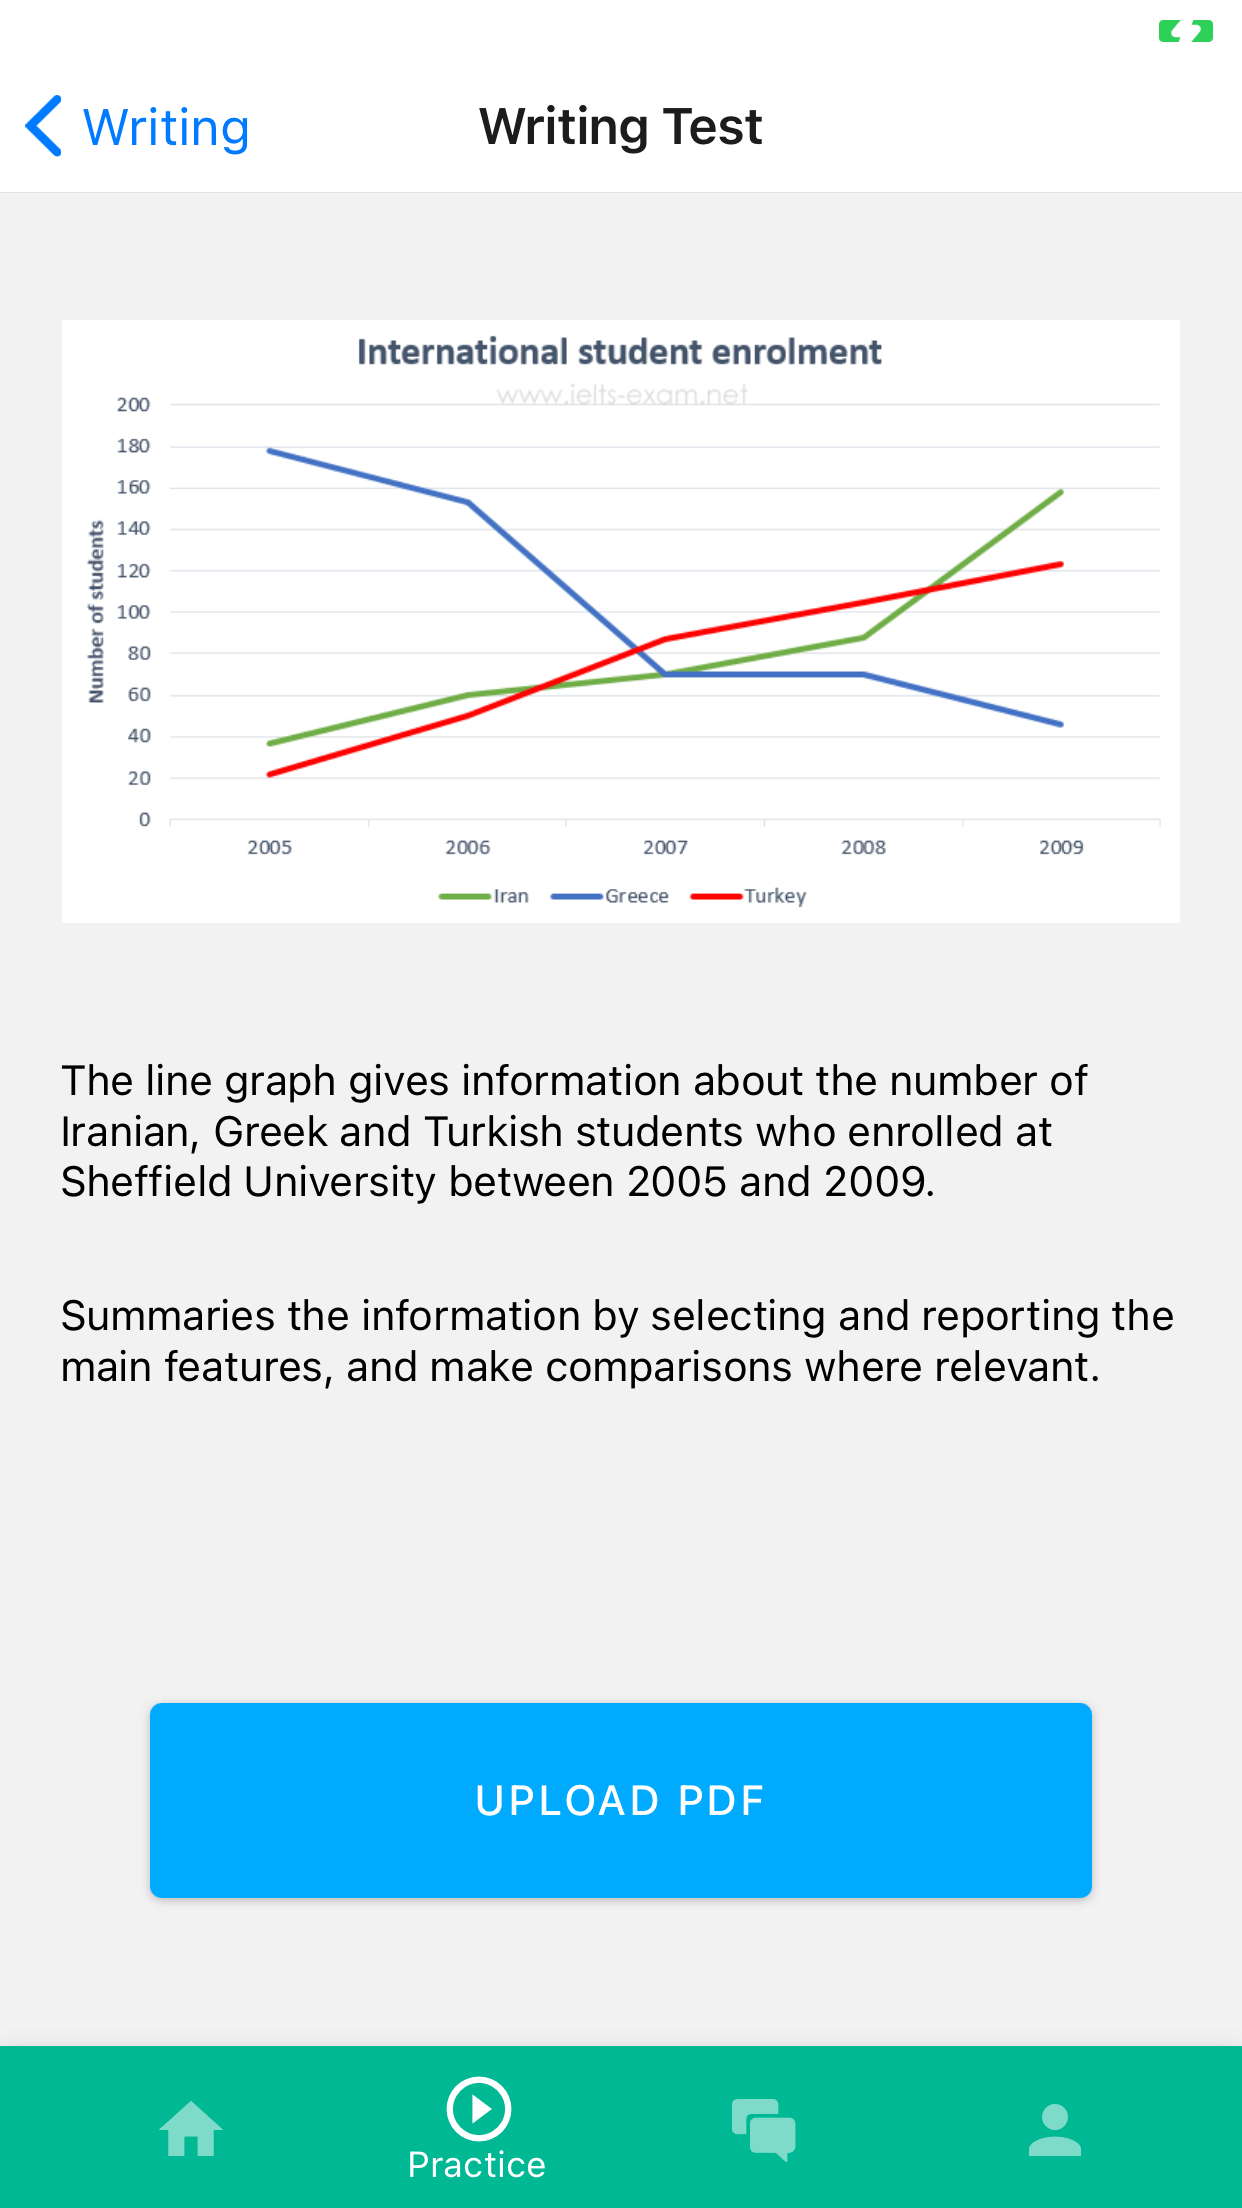 Writing
Writing Test
International student enrolment
www.ielts-exam.net
Number of students
200
180
160
140
120
100
80
60
40
20
0
2005 2006 2007 2008 2009
Iran Greece Turkey
The line graph gives information about the number of
Iranian, Greek and Turkish students who enrolled at
Sheffield University between 2005 and 2009.
Summaries the information by selecting and reporting the
main features, and make comparisons where relevant.
UPLOAD PDF
Practice